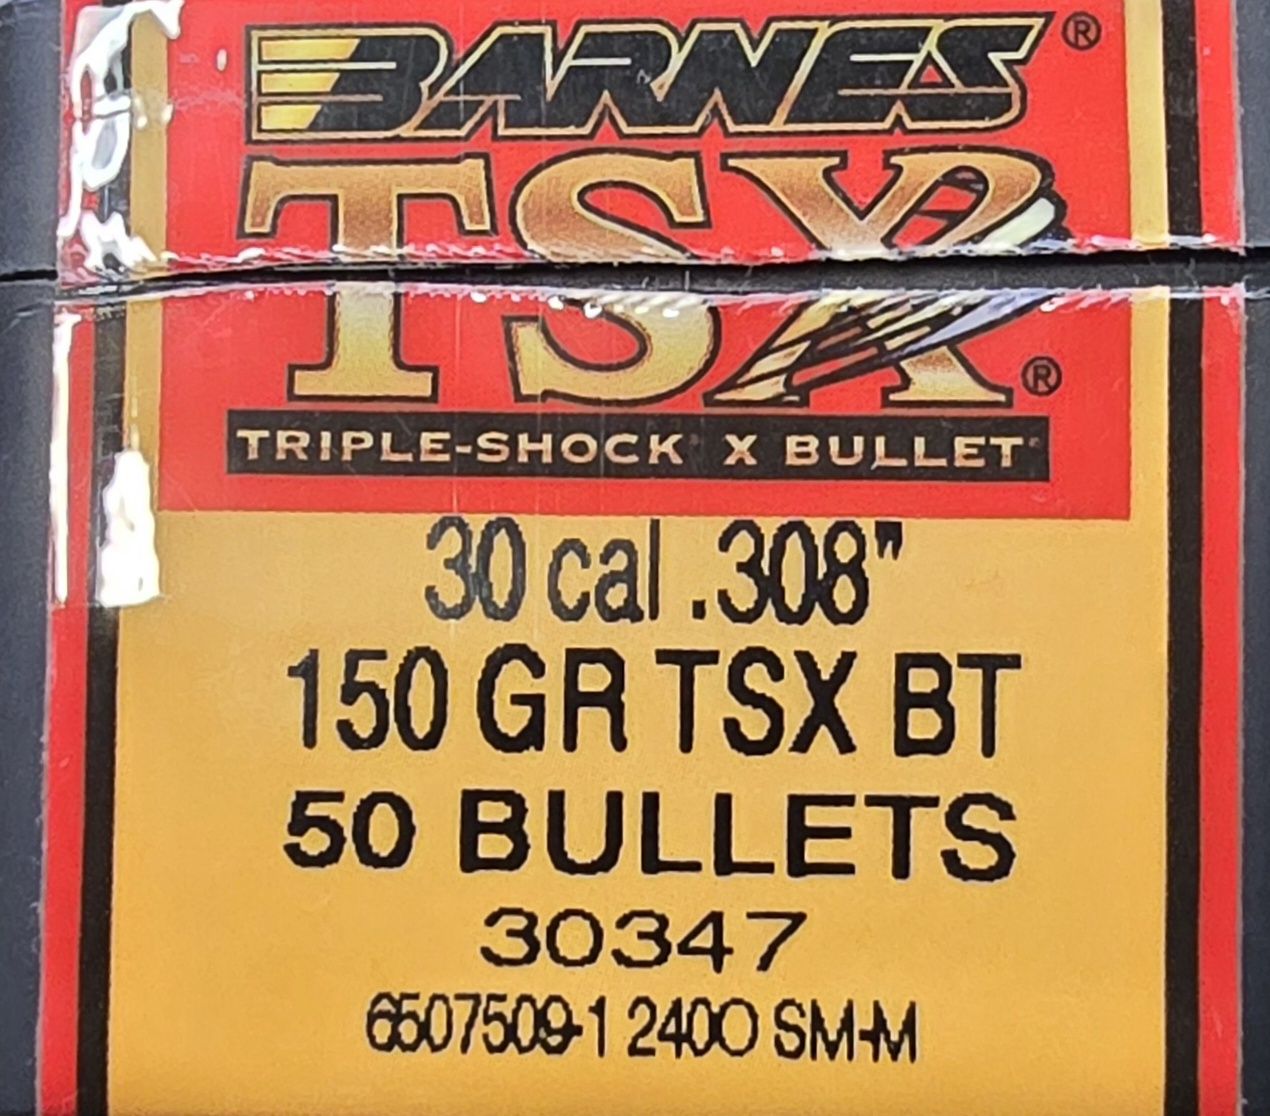 BARNES®
TSX®
TRIPLE-SHOCK® X BULLET®
30 cal .308"
150 GR TSX BT
50 BULLETS
30347
6507509-1 2400 SM-M